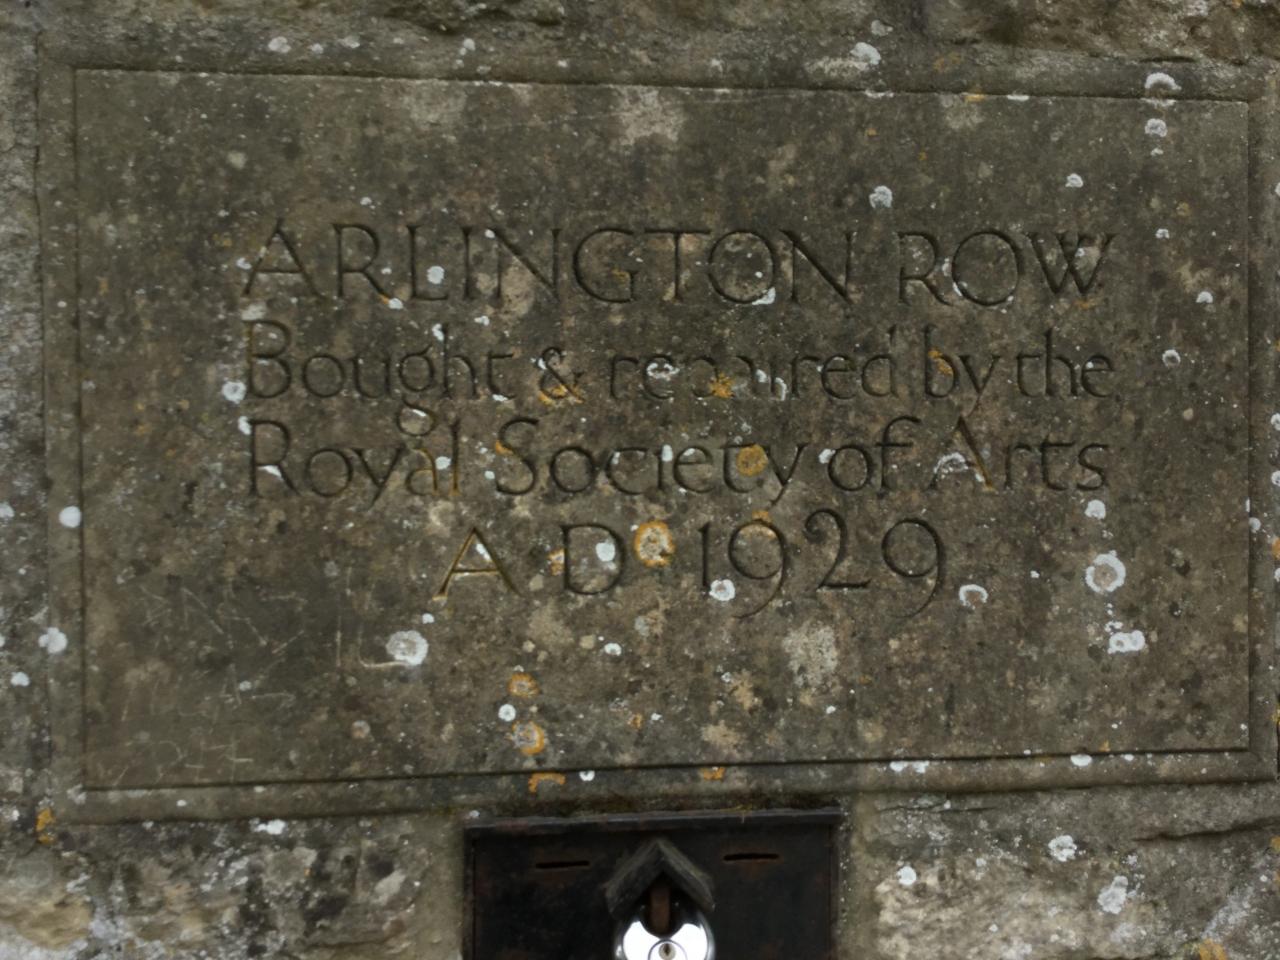 ARLINGTON ROW
Bought & repaired by the
Royal Society of Arts
A D 1929